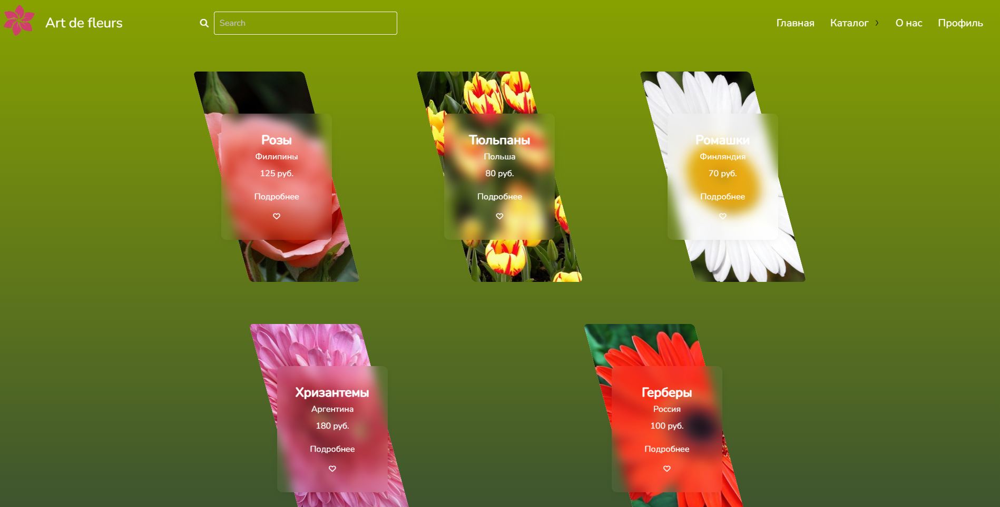 Art de fleurs
Search
Главная
Каталог
О нас
Профиль
Розы
Филипины
125 руб.
Подробнее
Тюльпаны
Польша
80 руб.
Подробнее
Ромашки
Финляндия
70 руб.
Подробнее
Хризантемы
Аргентина
180 руб.
Подробнее
Герберы
Россия
100 руб.
Подробнее